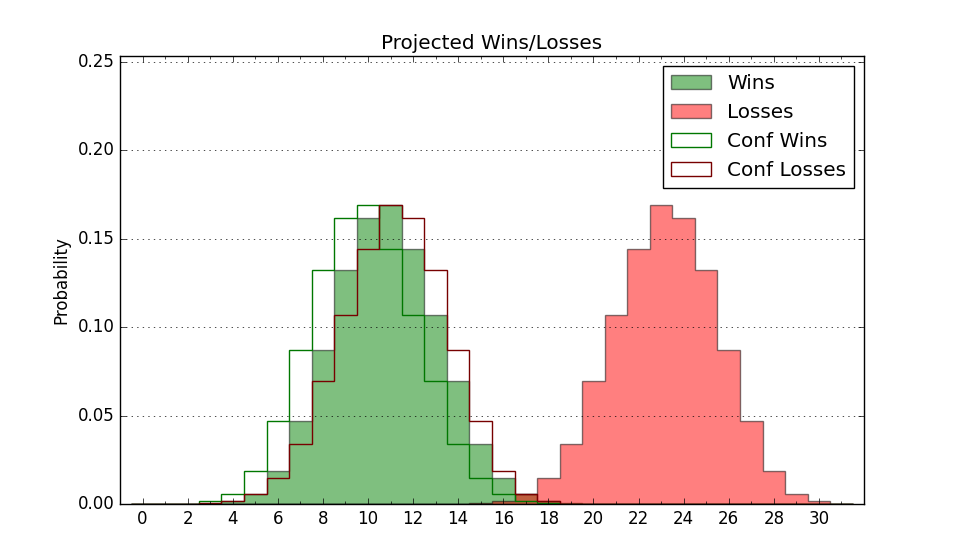 Projected Wins/Losses
0.25
0.20
0.15
0.10
0.05
0.00
Probability
Wins
Losses
Conf Wins
Conf Losses
0 2 4 6 8 10 12 14 16 18 20 22 24 26 28 30